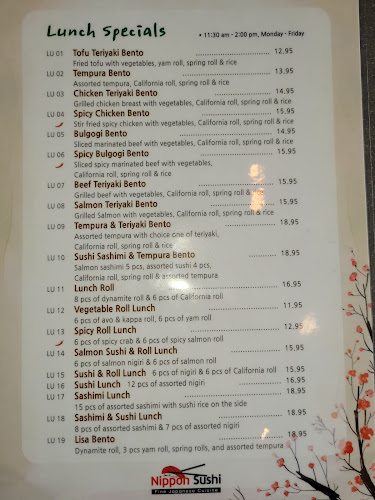 Lunch Specials • 11:30 am - 2:00 pm, Monday - Friday
LU 01 Tofu Teriyaki Bento 12.95
Fried tofu with vegetables, yam roll, spring roll & rice
LU 02 Tempura Bento 13.95
Assorted tempura, California roll, spring roll & rice
LU 03 Chicken Teriyaki Bento 14.95
Grilled chicken breast with vegetables, California roll, spring roll & rice
LU 04 Spicy Chicken Bento 15.95
Stir fried spicy chicken with vegetables, California roll, spring roll & rice
LU 05 Bulgogi Bento 14.95
Sliced marinated beef with vegetables, California roll, spring roll & rice
LU 06 Spicy Bulgogi Bento 15.95
Sliced spicy marinated beef with vegetables,
California roll, spring roll & rice
LU 07 Beef Teriyaki Bento 15.95
Grilled beef with vegetables, California roll, spring roll & rice
LU 08 Salmon Teriyaki Bento 15.95
Grilled Salmon with vegetables, California roll, spring roll & rice
LU 09 Tempura & Teriyaki Bento 18.95
Assorted tempura with choice one of teriyaki,
California roll, spring roll & rice
LU 10 Sushi Sashimi & Tempura Bento 18.95
Salmon sashimi 5 pcs, assorted sushi 4 pcs,
California roll, spring roll & assorted tempura
LU 11 Lunch Roll 16.95
8 pcs of dynamite roll & 6 pcs of California roll
LU 12 Vegetable Roll Lunch 11.95
6 pcs of avo & kappa roll, 6 pcs of yam roll
LU 13 Spicy Roll Lunch 12.95
6 pcs of spicy crab & 6 pcs of spicy salmon roll
LU 14 Salmon Sushi & Roll Lunch 15.95
6 pcs of salmon nigiri & 6 pcs of salmon roll
LU 15 Sushi & Roll Lunch 6 pcs of nigiri & 6 pcs of California roll 15.95
LU 16 Sushi Lunch 12 pcs of assorted nigiri 16.95
LU 17 Sashimi Lunch 18.95
15 pcs of assorted sashimi with sushi rice on the side
LU 18 Sashimi & Sushi Lunch 18.95
8 pcs of assorted sashimi & 7 pcs of assorted nigiri
LU 19 Lisa Bento 18.95
Dynamite roll, 3 pcs yam roll, spring rolls, and assorted tempura
Nippon Sushi
Fine Japanese Cuisine